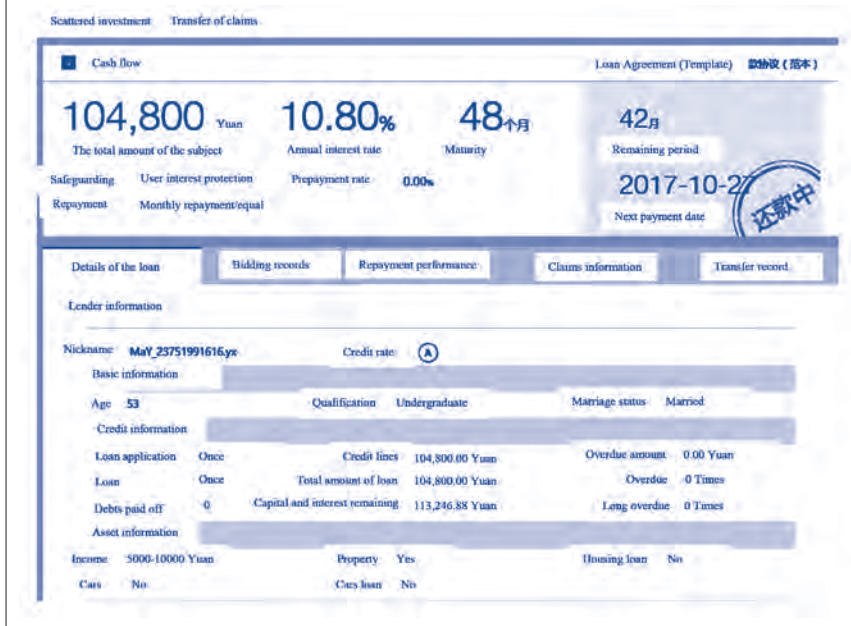 Scattered investment Transfer of claims
Cash flow Loan Agreement (Template) 款协议 ( 范本 )
104,800 Yuan 10.80% 48个月 42月
The total amount of the subject Annual interest rate Maturity Remaining period
Safeguarding User interest protection Prepayment rate 0.00%
2017-10-27
Repayment Monthly repayment/equal
Next payment date
还款中
Details of the loan Bidding records Repayment performance Claims information Transfer record
Lender information
Nickname MaY_23751991616.yx Credit rate A
Basic information
Age 53 Qualification Undergraduate Marriage status Married
Credit information
Loan application Once Credit lines 104,800.00 Yuan Overdue amount 0.00 Yuan
Loan Once Total amount of loan 104,800.00 Yuan Overdue 0 Times
Debts paid off 0 Capital and interest remaining 113,246.88 Yuan Long overdue 0 Times
Asset information
Income 5000-10000 Yuan Property Yes Housing loan No
Cars No Cars loan No